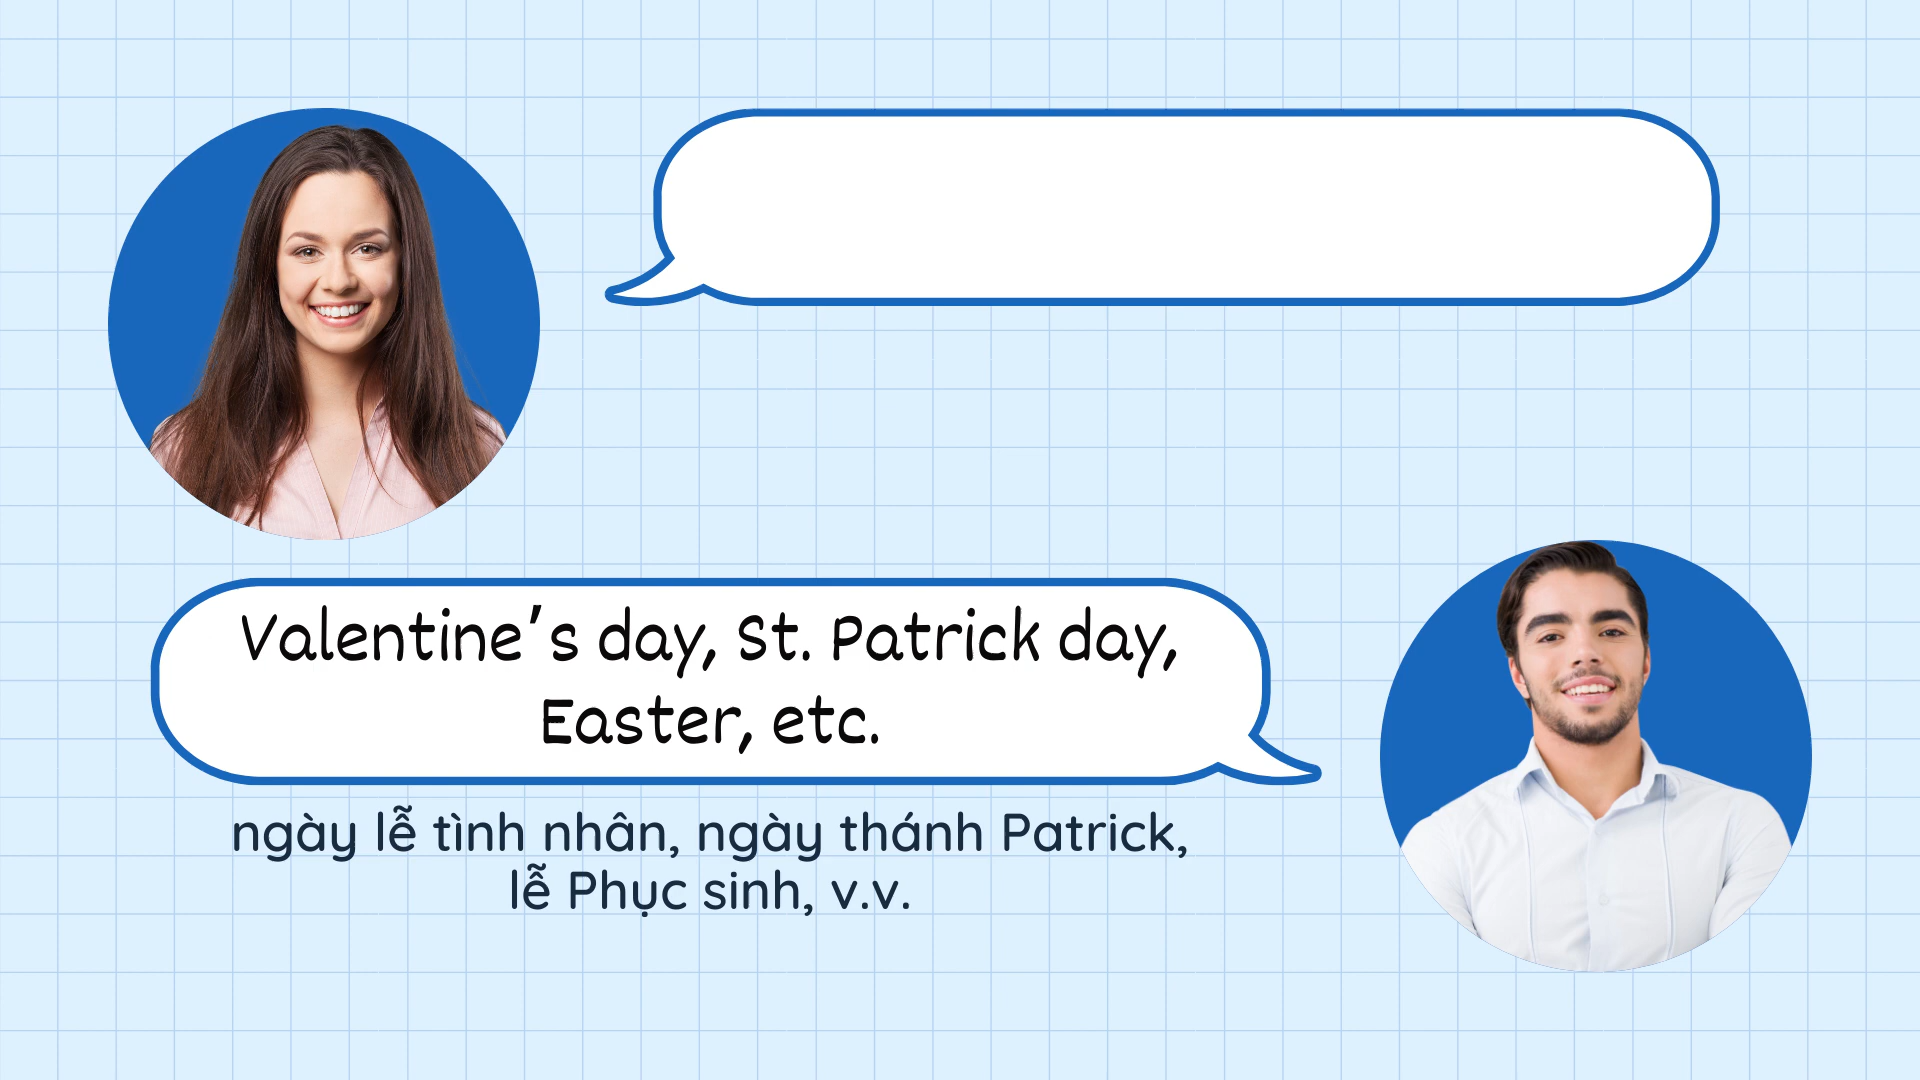 Valentine's day, St. Patrick day,
Easter, etc.
ngày lễ tình nhân, ngày thánh Patrick,
lễ Phục sinh, v.v.